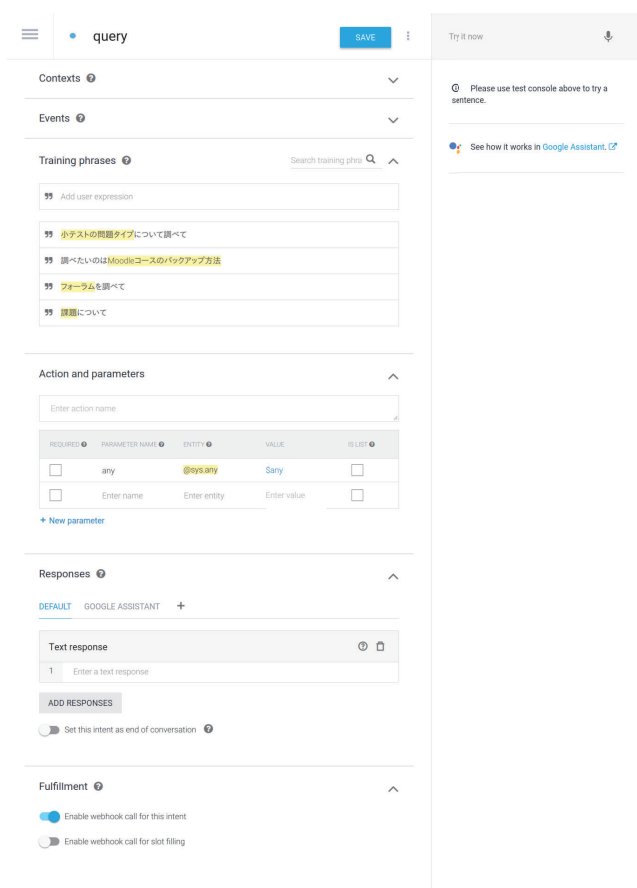 query
SAVE
Try it now
Contexts
Please use test console above to try a
sentence.
Events
See how it works in Google Assistant.
Training phrases
Search training phra
Add user expression
小テストの問題タイプについて調べて
調べたいのはMoodleコースのバックアップ方法
フォーラムを調べて
課題について
Action and parameters
Enter action name
REQUIRED PARAMETER NAME ENTITY VALUE IS LIST
any @sys.any $any
Enter name Enter entity Enter value
+ New parameter
Responses
DEFAULT GOOGLE ASSISTANT +
Text response
1 Enter a text response
ADD RESPONSES
Set this intent as end of conversation
Fulfillment
Enable webhook call for this intent
Enable webhook call for slot filling